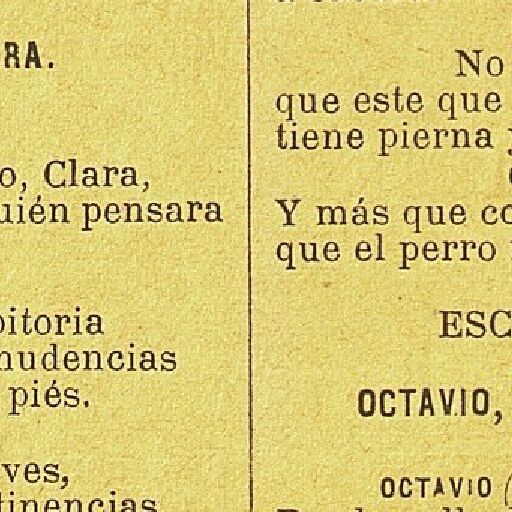 RA.
o, Clara,
uién pensara
bitoria
nudencias
piés.
ves,
tinencias
No
que este que
tiene pierna
Y más que co
que el perro
ESC
OCTAVIO,
OCTAVIO (